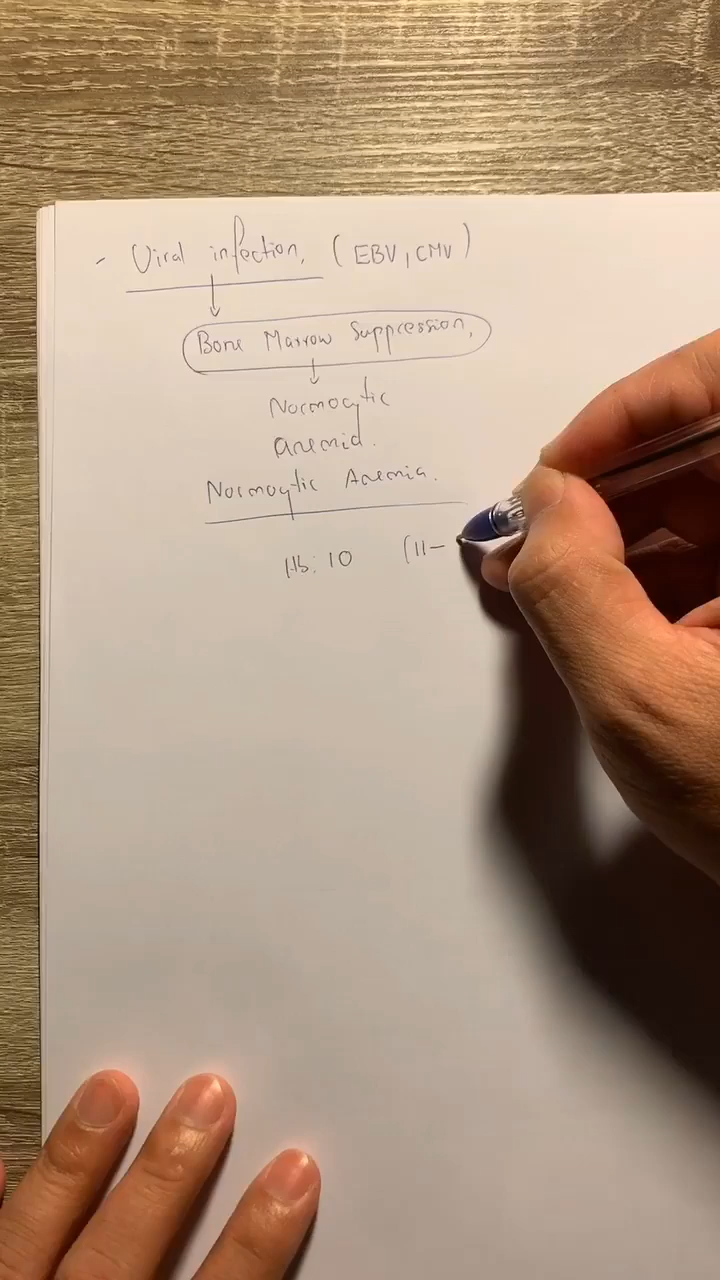 - Viral infection, (EBV, CMV)
Bone Marrow Suppression,
Normocytic
anemia.
Normocytic Anemia.
Hb: 10 (11-